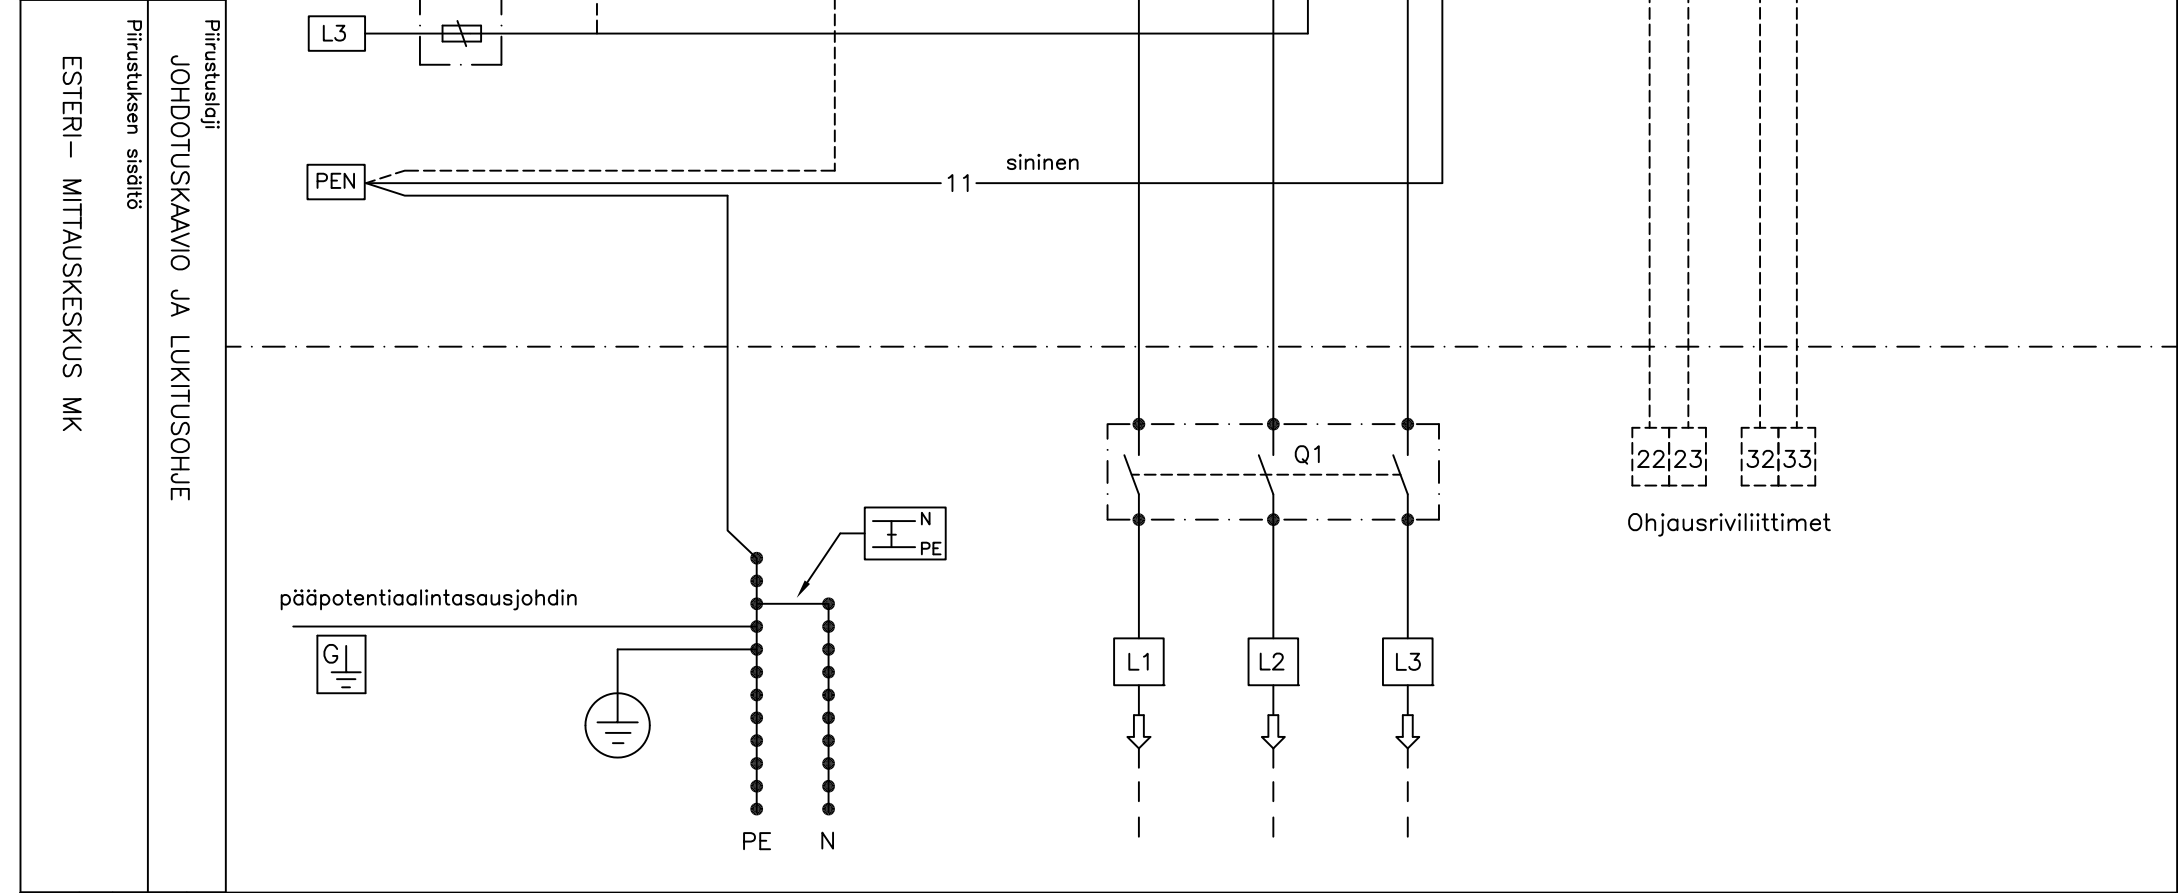 Piirustuslaji
JOHDOTUSKAAVIO JA LUKITUSOHJE
Piirustuksen sisältö
ESTERI- MITTAUSKESKUS MK
L3
PEN
sininen
11
Q1
22 23 32 33
Ohjausriviliittimet
N
PE
pääpotentiaalintasausjohdin
G
L1 L2 L3
PE N